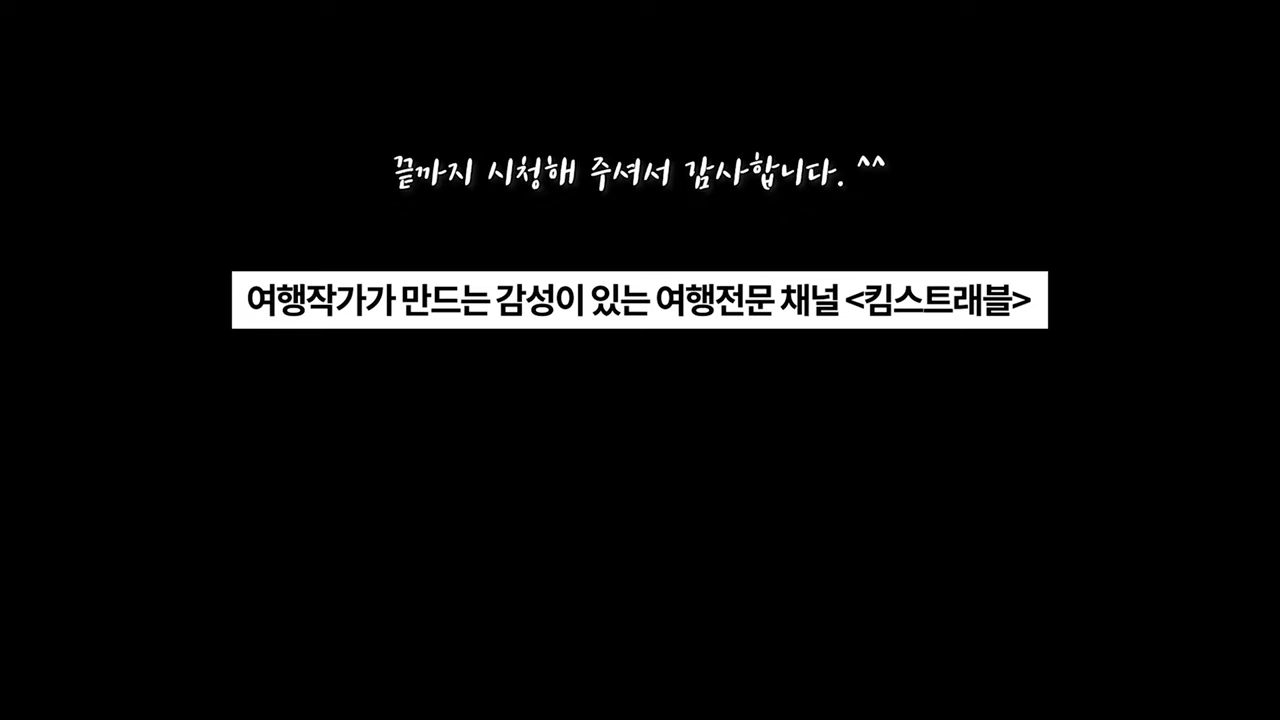 끝까지 시청해 주셔서 감사합니다. ^^
여행작가가 만드는 감성이 있는 여행전문 채널 <킴스트래블>